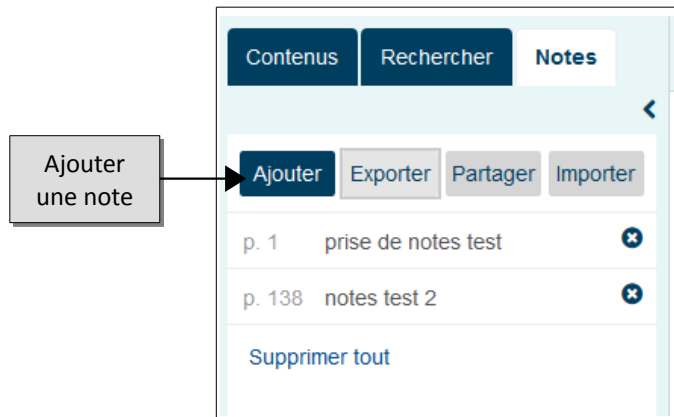 Contenus Rechercher Notes
Ajouter
une note
Ajouter Exporter Partager Importer
p. 1 prise de notes test
p. 138 notes test 2
Supprimer tout